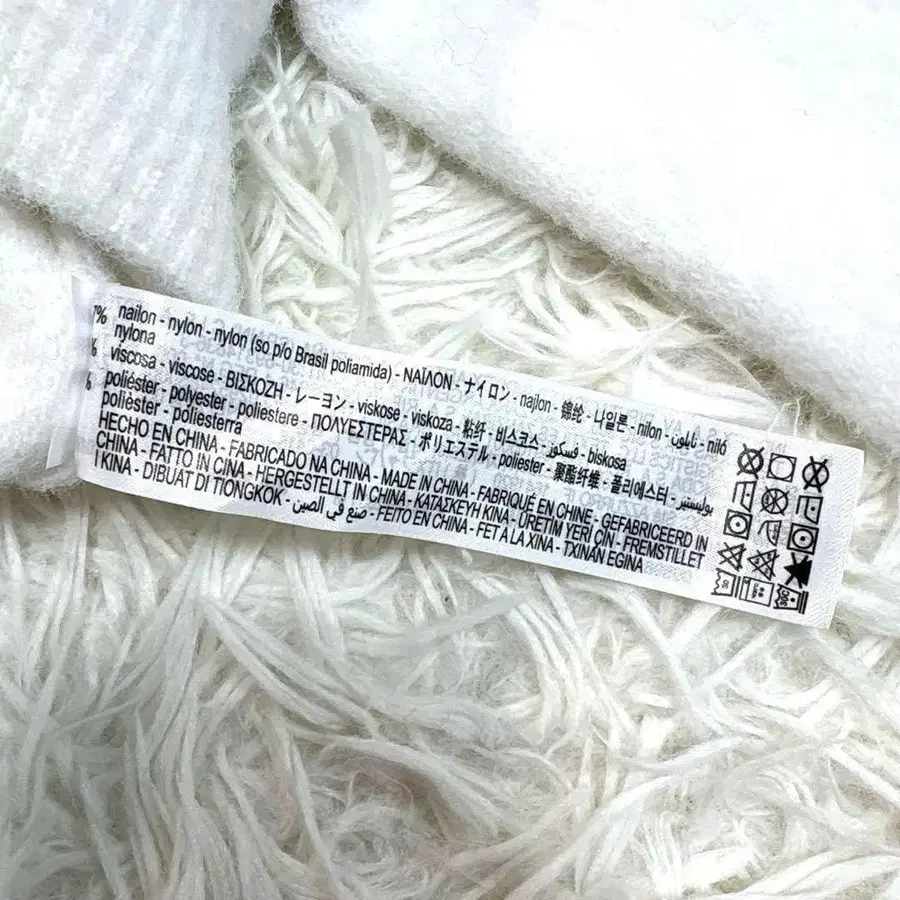 % nailon - nylon - nylon (so p/o Brasil poliamida) - ΝΑΪΛΟΝ - ナイロン - najlon - 锦纶 - 나일론 - nilon - نايلون - niló
nylona
% viscosa - viscose - ΒΙΣΚΟΖΗ - レーヨン - viskose - viskoza - 粘纤 - 비스코스 - فسكوز - biskosa
% poliéster - polyester - poliestere - ΠΟΛΥΕΣΤΕΡΑΣ - ポリエステル - poliester - 聚酯纤维 - 폴리에스터 - بوليستير
polièster - poliesterra
HECHO EN CHINA - FABRICADO NA CHINA - MADE IN CHINA - FABRIQUÉ EN CHINE - GEFABRICEERD IN
CHINA - FATTO IN CINA - HERGESTELLT IN CHINA - ΚΑΤΑΣΚΕΥΗ ΚΙΝΑ - ÜRETİM YERİ ÇİN - FREMSTILLET
I KINA - DIBUAT DI TIONGKOK - صنع في الصين - FEITO EN CHINA - FET A LA XINA - TXINAN EGINA
30C